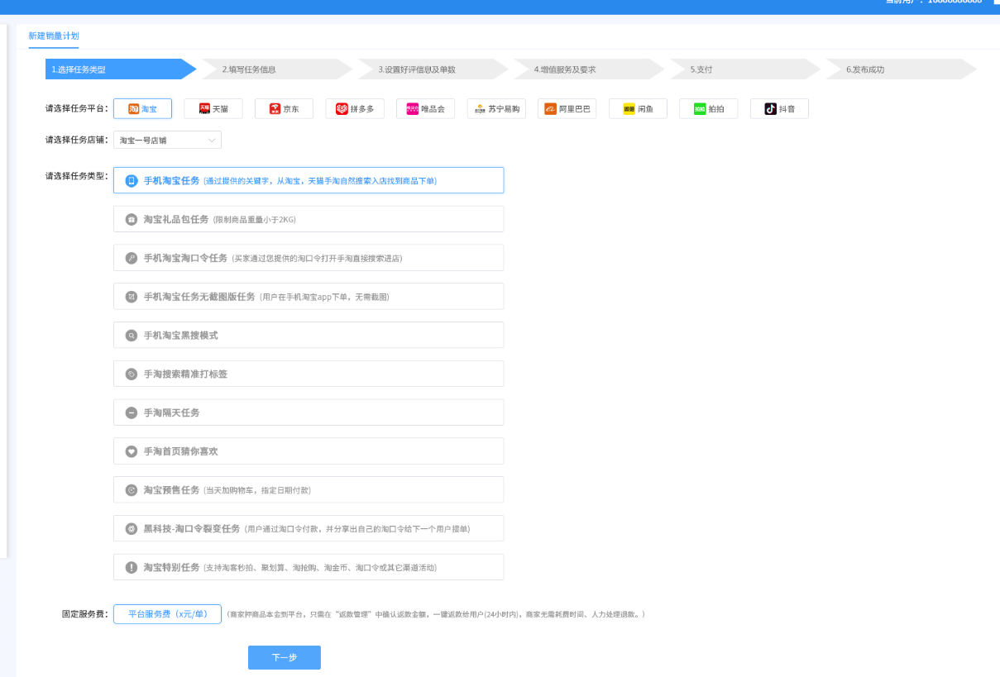 当前用户：18888888888
新建销量计划
1.选择任务类型 2.填写任务信息 3.设置好评信息及单数 4.增值服务及要求 5.支付 6.发布成功
请选择任务平台： 淘宝 天猫 京东 拼多多 唯品会 苏宁易购 阿里巴巴 闲鱼 拍拍 抖音
请选择任务店铺： 淘宝一号店铺
请选择任务类型： 手机淘宝任务 (通过提供的关键字，从淘宝，天猫手淘自然搜索入店找到商品下单)
淘宝礼品包任务 (限制商品重量小于2KG)
手机淘宝淘口令任务 (买家通过您提供的淘口令打开手淘直接搜索进店)
手机淘宝任务无截图版任务 (用户在手机淘宝app下单，无需截图)
手机淘宝黑搜模式
手淘搜索精准打标签
手淘隔天任务
手淘首页猜你喜欢
淘宝预售任务 (当天加购物车，指定日期付款)
黑科技-淘口令裂变任务 (用户通过淘口令付款，并分享出自己的淘口令给下一个用户接单)
淘宝特别任务 (支持淘客秒拍、聚划算、淘抢购、淘金币、淘口令或其它渠道活动)
固定服务费： 平台服务费（x元/单） （商家押商品本金到平台，只需在“返款管理”中确认返款金额，一键返款给用户(24小时内)，商家无需耗费时间、人力处理退款。）
下一步